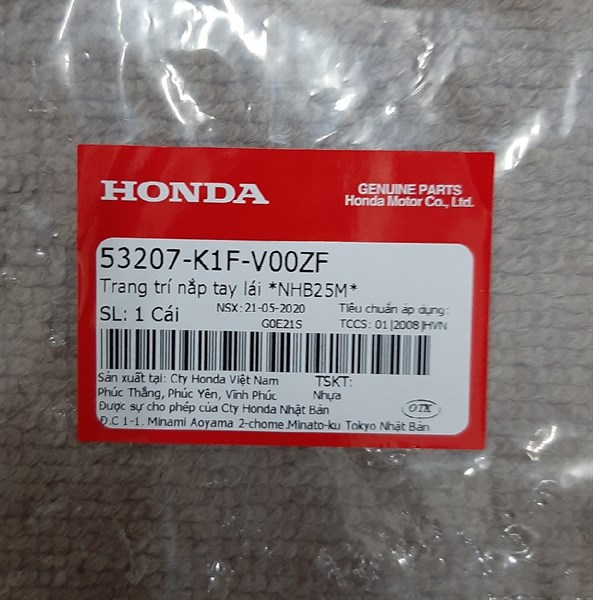 HONDA
GENUINE PARTS
Honda Motor Co., Ltd.
53207-K1F-V00ZF
Trang trí nắp tay lái *NHB25M*
SL: 1 Cái
NSX: 21-05-2020
G0E21S
Tiêu chuẩn áp dụng:
TCCS: 01|2008|HVN
Sản xuất tại: Cty Honda Việt Nam
Phúc Thắng, Phúc Yên, Vĩnh Phúc
TSKT:
Nhựa
Được sự cho phép của Cty Honda Nhật Bản
Đ.C 1-1. Minami Aoyama 2-chome.Minato-ku Tokyo Nhật Bản
OTK